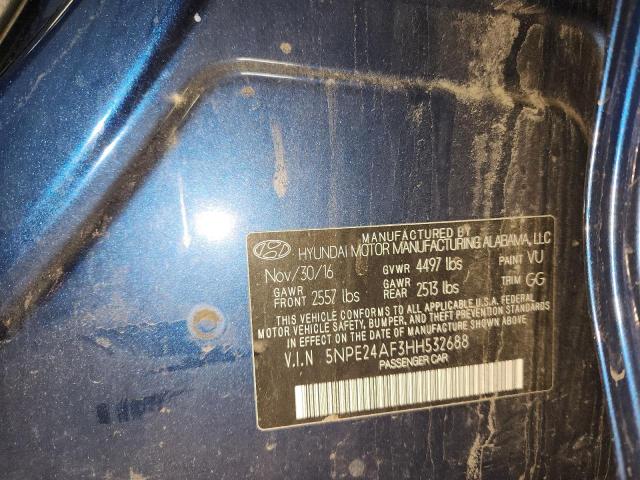 MANUFACTURED BY
HYUNDAI MOTOR MANUFACTURING ALABAMA, LLC
Nov/30/16 GVWR 4497 lbs PAINT VU
GAWR FRONT 2557 lbs GAWR REAR 2513 lbs TRIM GG
THIS VEHICLE CONFORMS TO ALL APPLICABLE U.S.A. FEDERAL
MOTOR VEHICLE SAFETY, BUMPER, AND THEFT PREVENTION STANDARDS
IN EFFECT ON THE DATE OF MANUFACTURE SHOWN ABOVE.
V.I.N 5NPE24AF3HH532688
PASSENGER CAR